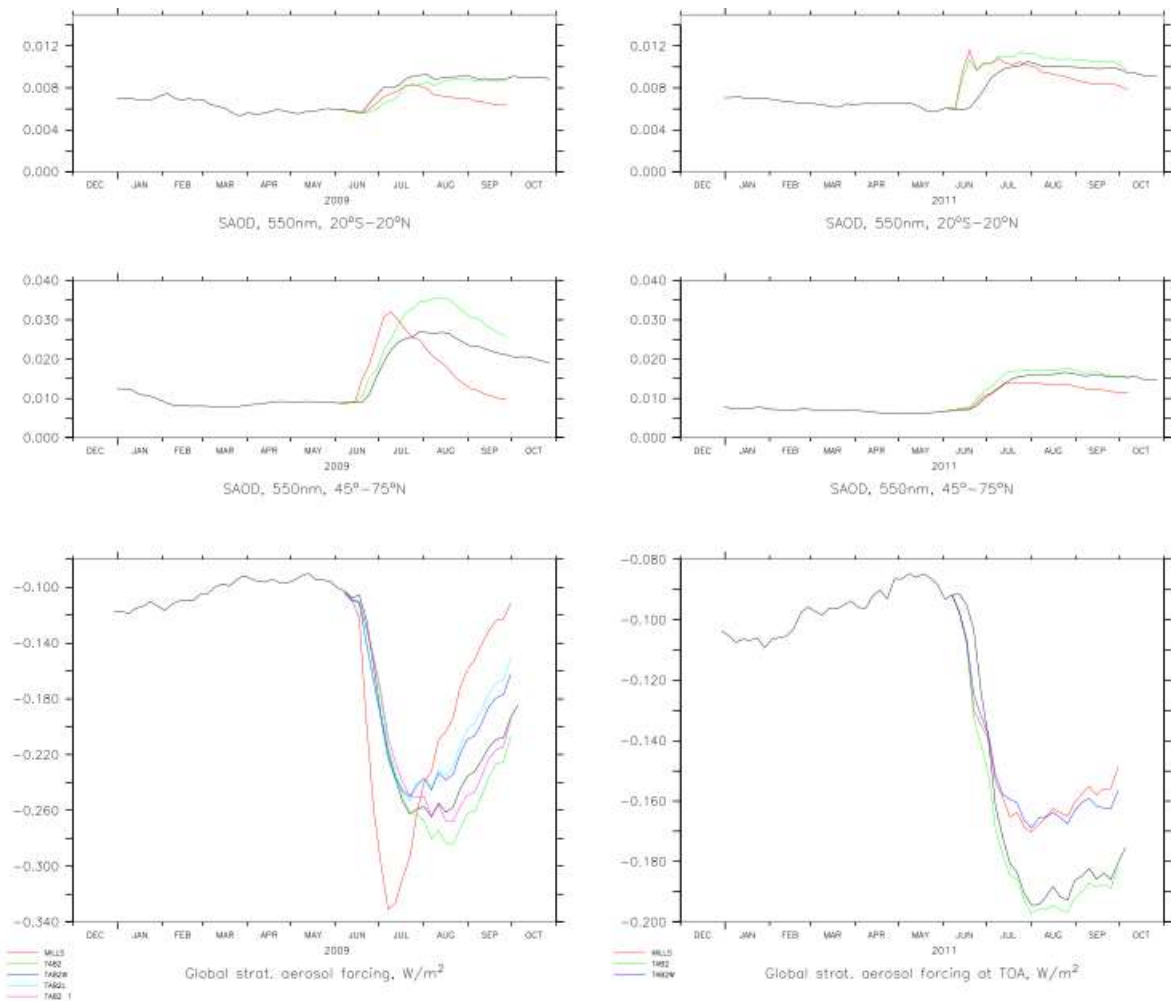 0.012
0.008
0.004
0.000
DEC JAN FEB MAR APR MAY JUN JUL AUG SEP OCT
2009
SAOD, 550nm, 20°S–20°N
0.012
0.008
0.004
0.000
DEC JAN FEB MAR APR MAY JUN JUL AUG SEP OCT
2011
SAOD, 550nm, 20°S–20°N
0.040
0.030
0.020
0.010
0.000
DEC JAN FEB MAR APR MAY JUN JUL AUG SEP OCT
2009
SAOD, 550nm, 45°–75°N
0.040
0.030
0.020
0.010
0.000
DEC JAN FEB MAR APR MAY JUN JUL AUG SEP OCT
2011
SAOD, 550nm, 45°–75°N
−0.100
−0.140
−0.180
−0.220
−0.260
−0.300
−0.340
DEC JAN FEB MAR APR MAY JUN JUL AUG SEP OCT
2009
Global strat. aerosol forcing, W/m²
MILLS
TAB2
TAB2W
TAB2L
TAB2 T
−0.080
−0.100
−0.120
−0.140
−0.160
−0.180
−0.200
DEC JAN FEB MAR APR MAY JUN JUL AUG SEP OCT
2011
Global strat. aerosol forcing at TOA, W/m²
MILLS
TAB2
TAB2W